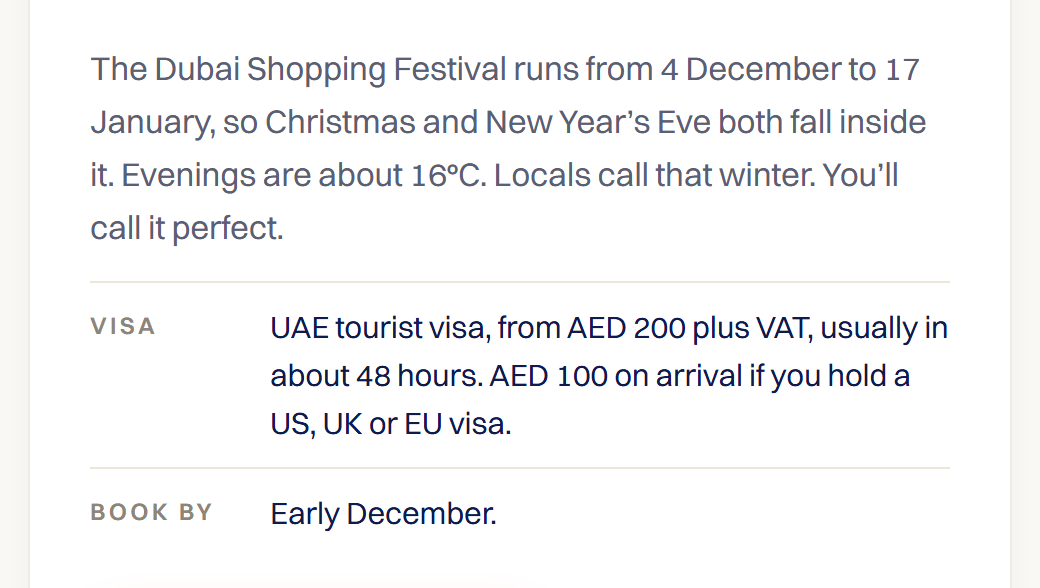 The Dubai Shopping Festival runs from 4 December to 17
January, so Christmas and New Year’s Eve both fall inside
it. Evenings are about 16°C. Locals call that winter. You’ll
call it perfect.
VISA
UAE tourist visa, from AED 200 plus VAT, usually in
about 48 hours. AED 100 on arrival if you hold a
US, UK or EU visa.
BOOK BY
Early December.